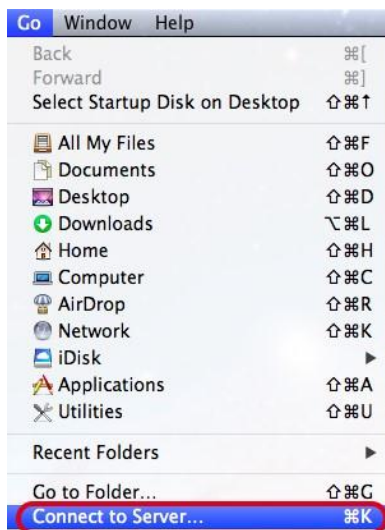 Go Window Help
Back ⌘[
Forward ⌘]
Select Startup Disk on Desktop ⇧⌘↑
All My Files ⇧⌘F
Documents ⇧⌘O
Desktop ⇧⌘D
Downloads ⌥⌘L
Home ⇧⌘H
Computer ⇧⌘C
AirDrop ⇧⌘R
Network ⇧⌘K
iDisk ▶
Applications ⇧⌘A
Utilities ⇧⌘U
Recent Folders ▶
Go to Folder... ⇧⌘G
Connect to Server... ⌘K